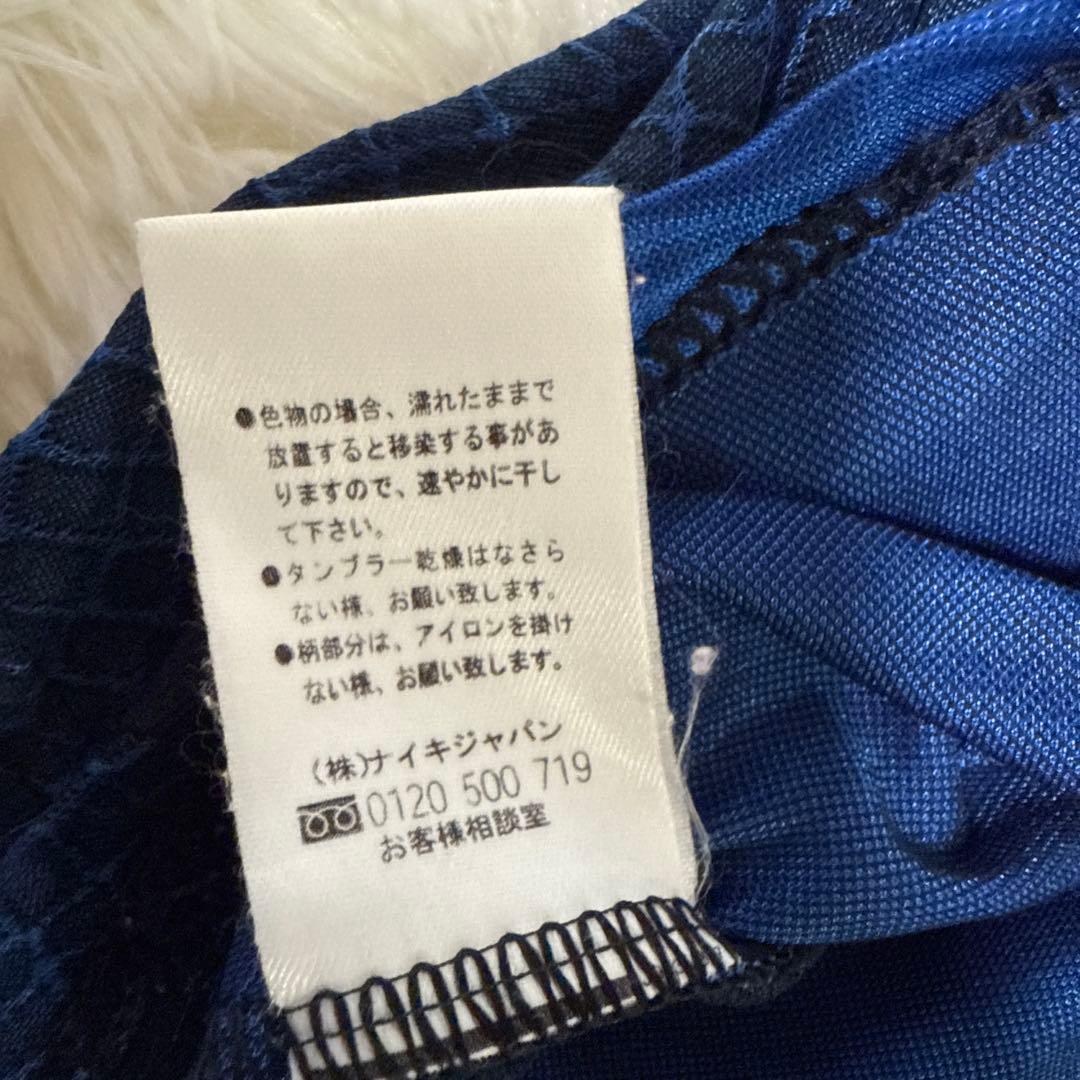 ●色物の場合、濡れたままで
放置すると移染する事があ
りますので、速やかに干し
て下さい。
●タンブラー乾燥はなさら
ない様、お願い致します。
●柄部分は、アイロンを掛け
ない様、お願い致します。
(株)ナイキジャパン
0120 500 719
お客様相談室